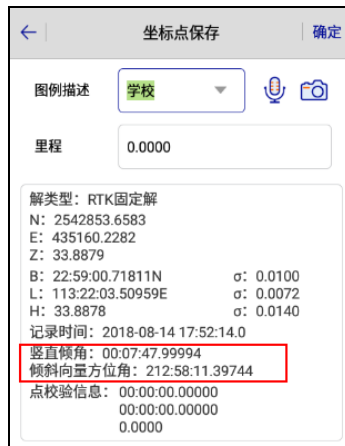 坐标点保存 确定
图例描述 学校
里程 0.0000
解类型：RTK固定解
N：2542853.6583
E：435160.2282
Z：33.8879
B：22:59:00.71811N σ：0.0100
L：113:22:03.50959E σ：0.0072
H：33.8878 σ：0.0140
记录时间：2018-08-14 17:52:14.0
竖直倾角：00:07:47.99994
倾斜向量方位角：212:58:11.39744
点校验信息：00:00:00.00000
00:00:00.00000
0.0000